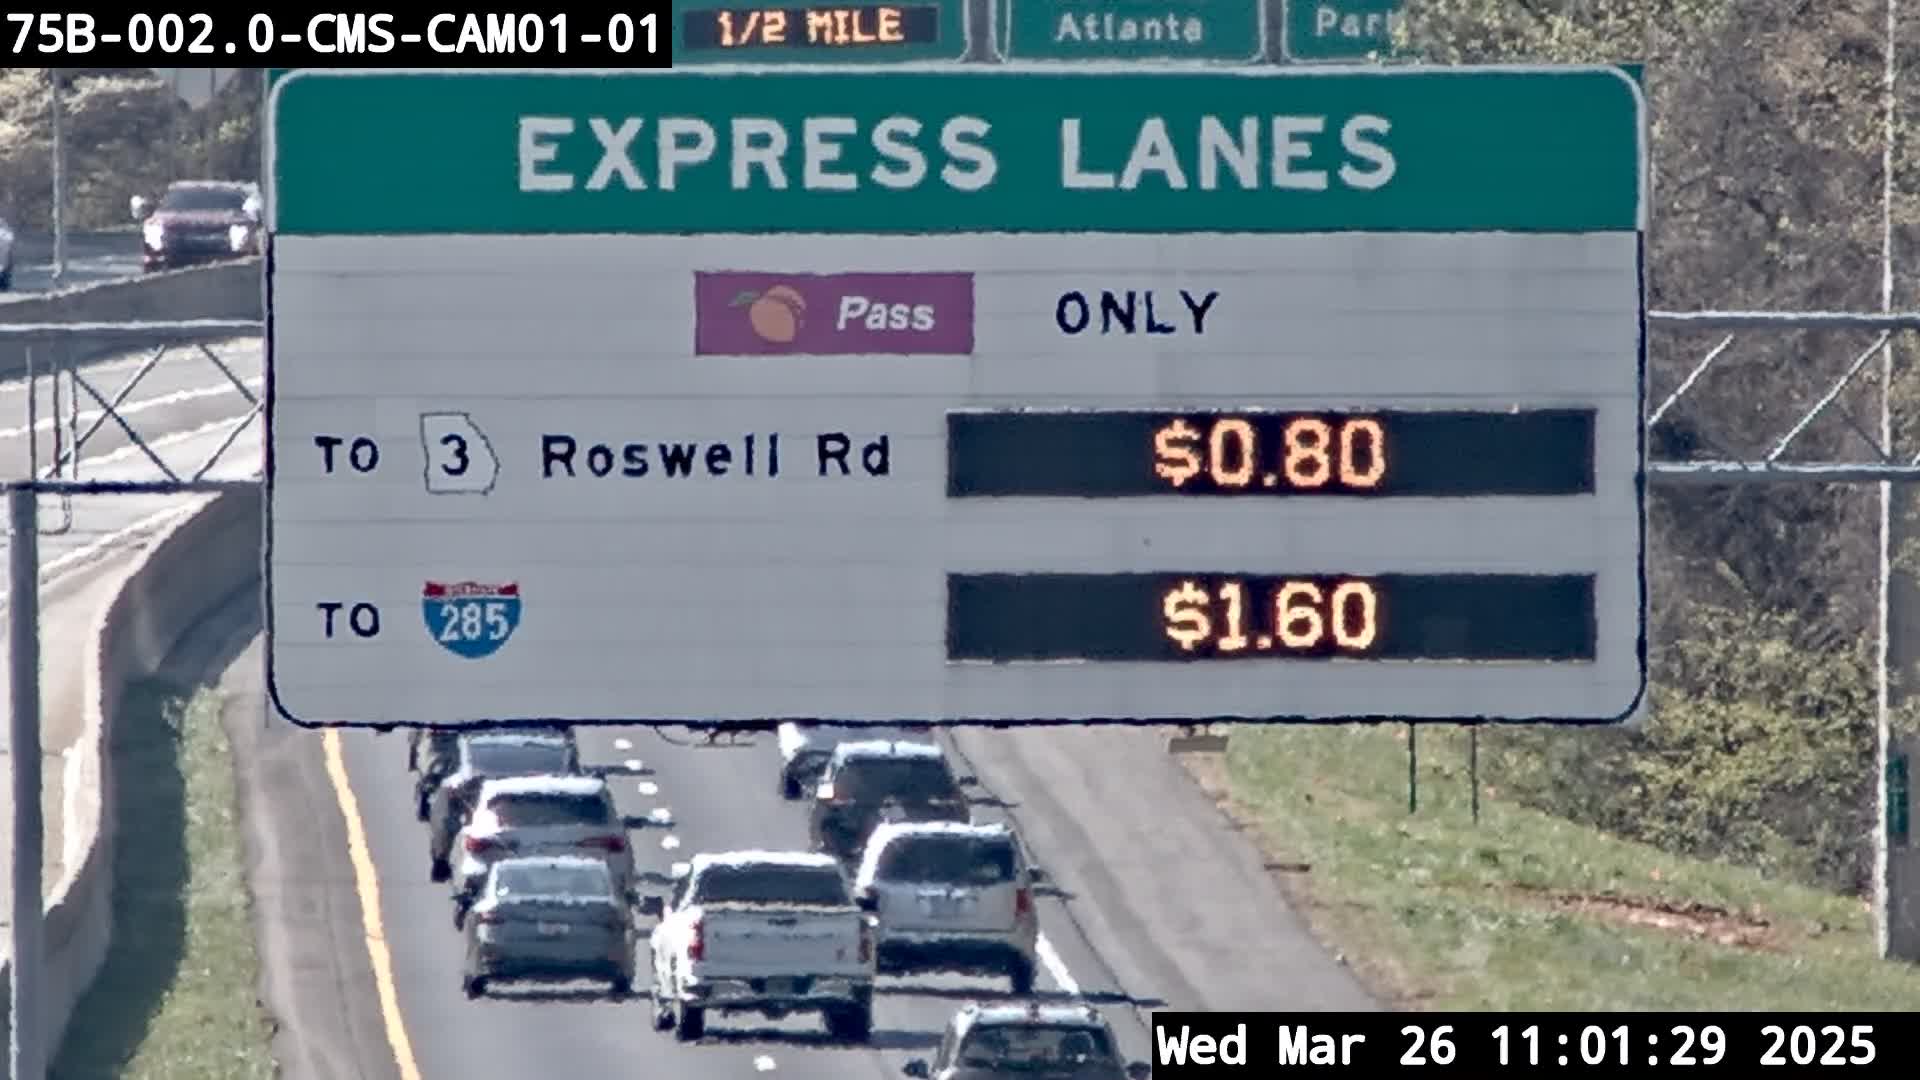 75B-002.0-CMS-CAM01-01
1/2 MILE
Atlanta
EXPRESS LANES
Pass ONLY
TO 3 Roswell Rd $0.80
TO 285 $1.60
Wed Mar 26 11:01:29 2025